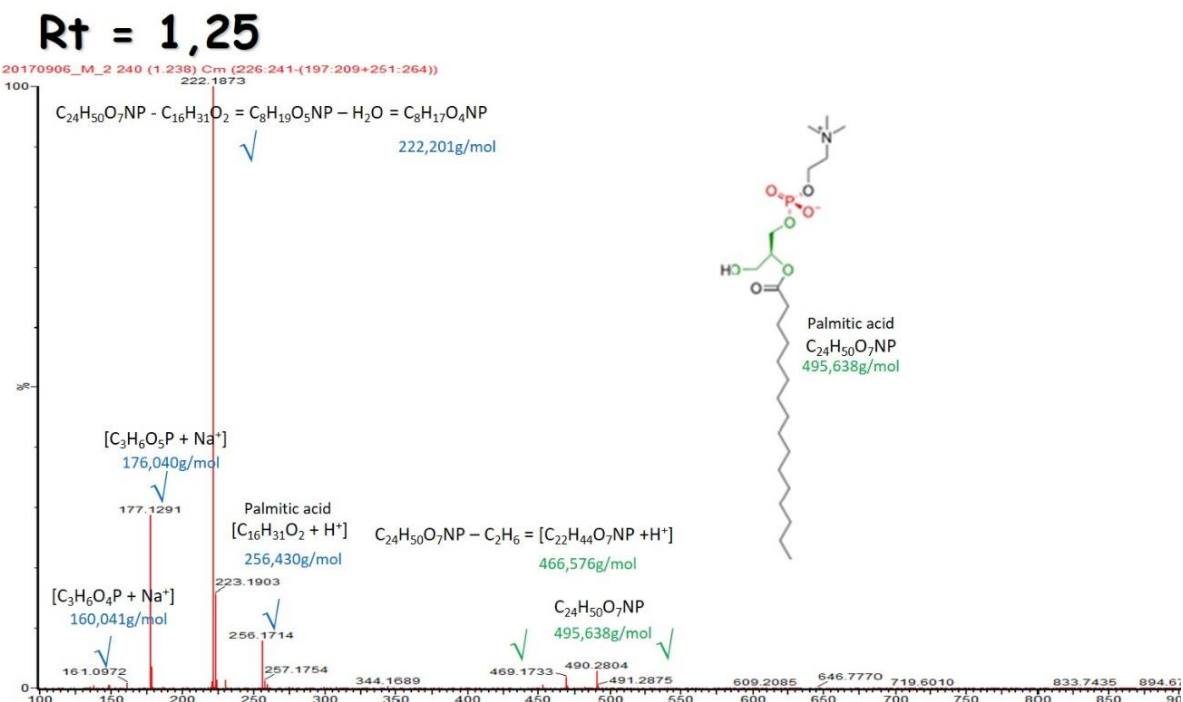 Rt = 1,25
20170906_M_2 240 (1.238) Cm (226:241-(197:209+251:264))
222.1873
100
C₂₄H₅₀O₇NP - C₁₆H₃₁O₂ = C₈H₁₉O₅NP – H₂O = C₈H₁₇O₄NP
√
222,201g/mol
N⁺
O
O
P
O⁻
O
HO
O
O
Palmitic acid
C₂₄H₅₀O₇NP
495,638g/mol
%
[C₃H₆O₅P + Na⁺]
176,040g/mol
√
177.1291
Palmitic acid
[C₁₆H₃₁O₂ + H⁺]
256,430g/mol
C₂₄H₅₀O₇NP – C₂H₆ = [C₂₂H₄₄O₇NP +H⁺]
466,576g/mol
223.1903
[C₃H₆O₄P + Na⁺]
160,041g/mol
√
√
256.1714
C₂₄H₅₀O₇NP
495,638g/mol
√
√
161.0972
257.1754
344.1689
469.1733
490.2804
491.2875
609.2085
646.7770
719.6010
833.7435
894.67
0
100 150 200 250 300 350 400 450 500 550 600 650 700 750 800 850 900